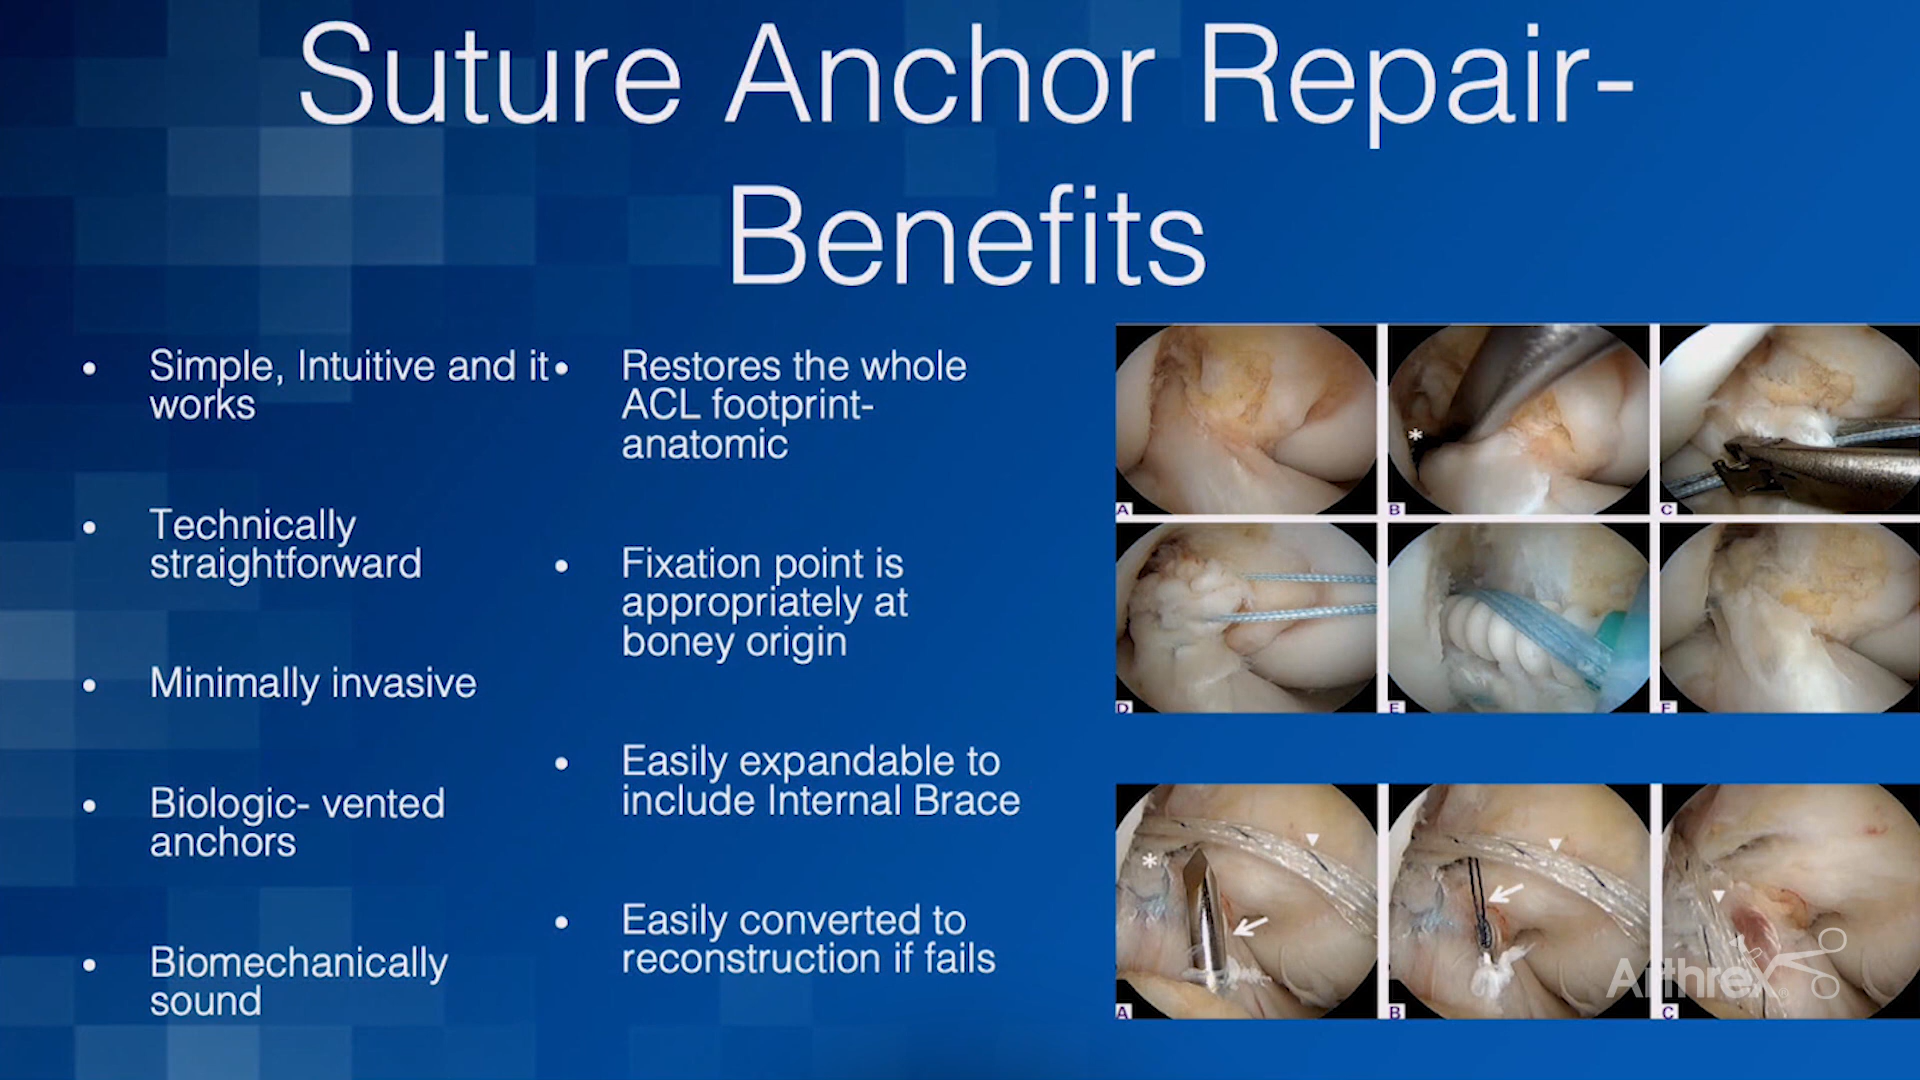 Suture Anchor Repair-
Benefits
• Simple, Intuitive and it
works
• Technically
straightforward
• Minimally invasive
• Biologic- vented
anchors
• Biomechanically
sound
• Restores the whole
ACL footprint-
anatomic
• Fixation point is
appropriately at
boney origin
• Easily expandable to
include Internal Brace
• Easily converted to
reconstruction if fails
A
B
C
*
D
E
F
*
A
B
C
Arthrex®